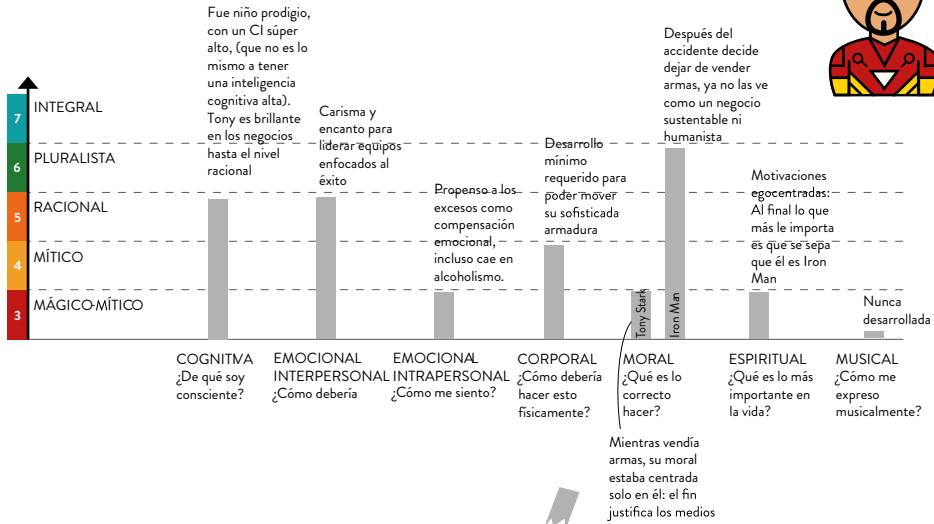 Fue niño prodigio,
con un CI súper
alto, (que no es lo
mismo a tener
una inteligencia
cognitiva alta).
Tony es brillante
en los negocios
hasta el nivel
racional
Carisma y
encanto para
liderar equipos
enfocados al
éxito
Propenso a los
excesos como
compensación
emocional,
incluso cae en
alcoholismo.
Desarrollo
mínimo
requerido para
poder mover
su sofisticada
armadura
Después del
accidente decide
dejar de vender
armas, ya no las ve
como un negocio
sustentable ni
humanista
Motivaciones
egocentradas:
Al final lo que
más le importa
es que se sepa
que él es Iron
Man
Nunca
desarrollada
7 INTEGRAL
6 PLURALISTA
5 RACIONAL
4 MÍTICO
3 MÁGICO-MÍTICO
Tony Stark
Iron Man
COGNITIVA
¿De qué soy
consciente?
EMOCIONAL
INTERPERSONAL
¿Cómo debería
EMOCIONAL
INTRAPERSONAL
¿Cómo me siento?
CORPORAL
¿Cómo debería
hacer esto
físicamente?
MORAL
¿Qué es lo
correcto
hacer?
ESPIRITUAL
¿Qué es lo más
importante en
la vida?
MUSICAL
¿Cómo me
expreso
musicalmente?
Mientras vendía
armas, su moral
estaba centrada
solo en él: el fin
justifica los medios